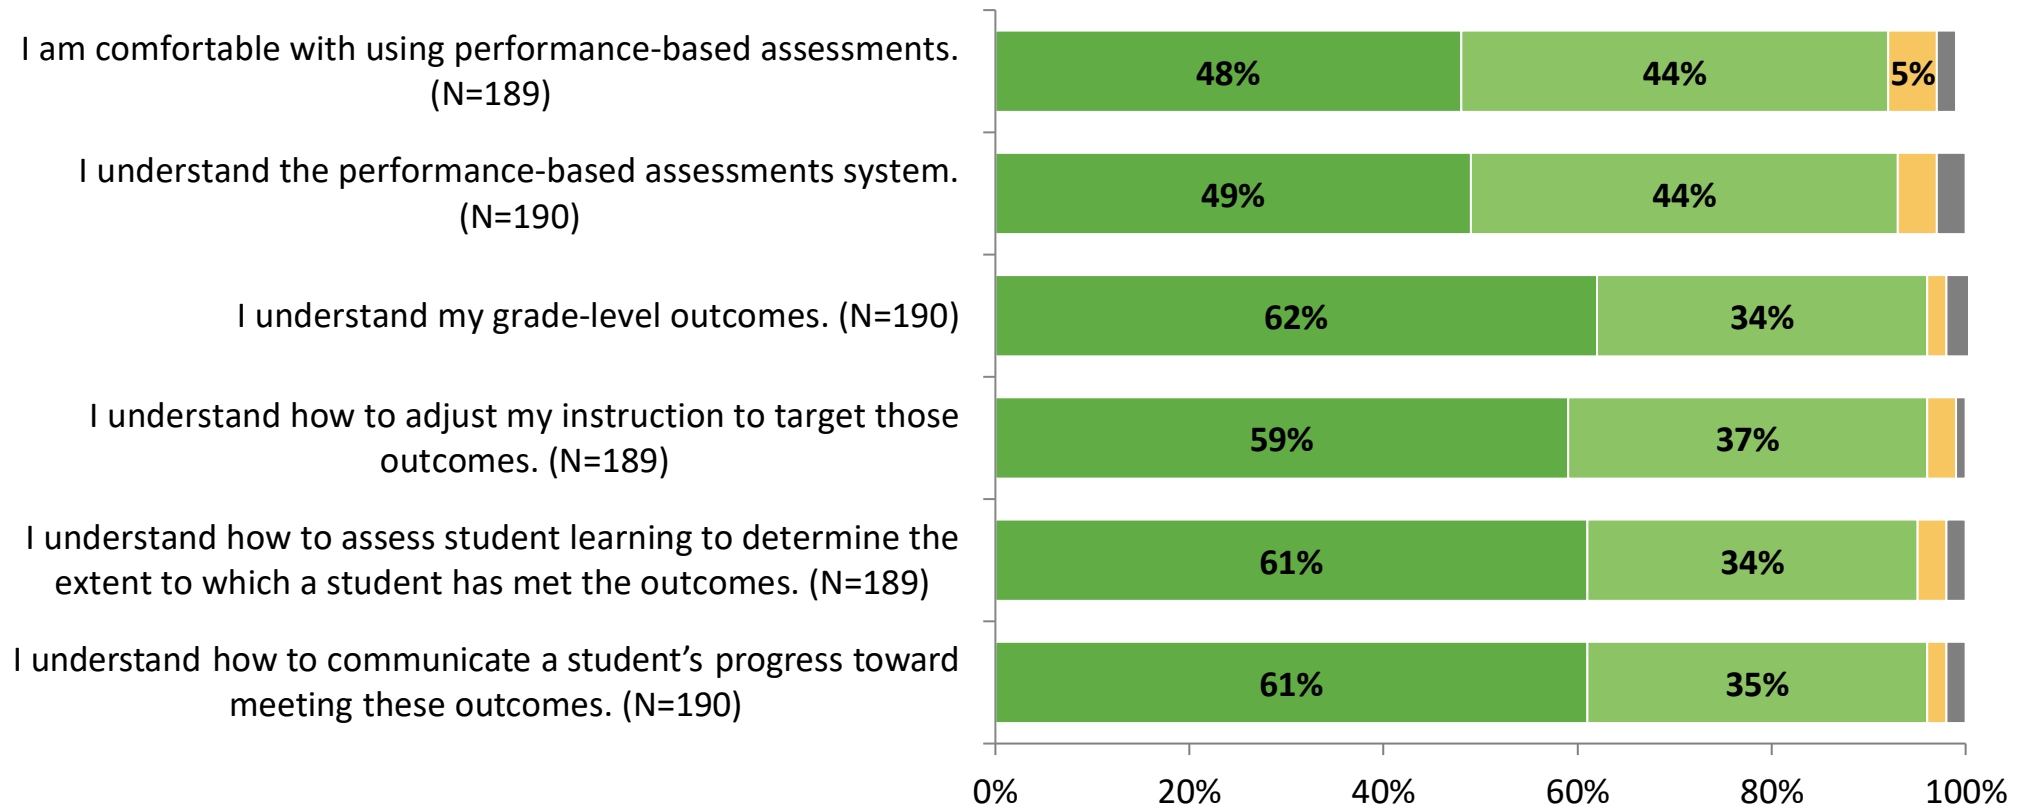 I am comfortable with using performance-based assessments.
(N=189)
48% 44% 5%
I understand the performance-based assessments system.
(N=190)
49% 44%
I understand my grade-level outcomes. (N=190)
62% 34%
I understand how to adjust my instruction to target those
outcomes. (N=189)
59% 37%
I understand how to assess student learning to determine the
extent to which a student has met the outcomes. (N=189)
61% 34%
I understand how to communicate a student’s progress toward
meeting these outcomes. (N=190)
61% 35%
0% 20% 40% 60% 80% 100%